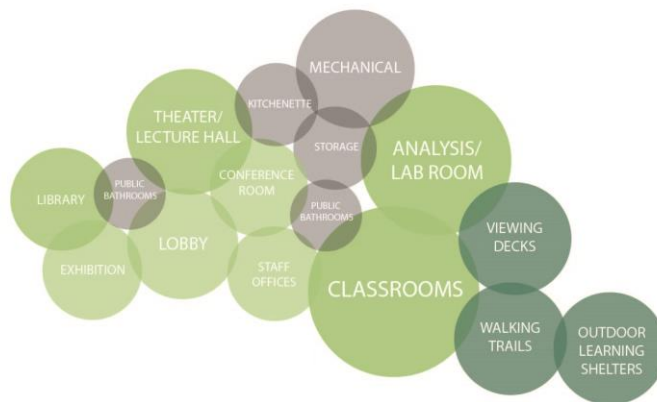 MECHANICAL
KITCHENETTE
THEATER/
LECTURE HALL
STORAGE
ANALYSIS/
LAB ROOM
CONFERENCE
ROOM
PUBLIC
BATHROOMS
LIBRARY
PUBLIC
BATHROOMS
LOBBY
VIEWING
DECKS
EXHIBITION
STAFF
OFFICES
CLASSROOMS
WALKING
TRAILS
OUTDOOR
LEARNING
SHELTERS